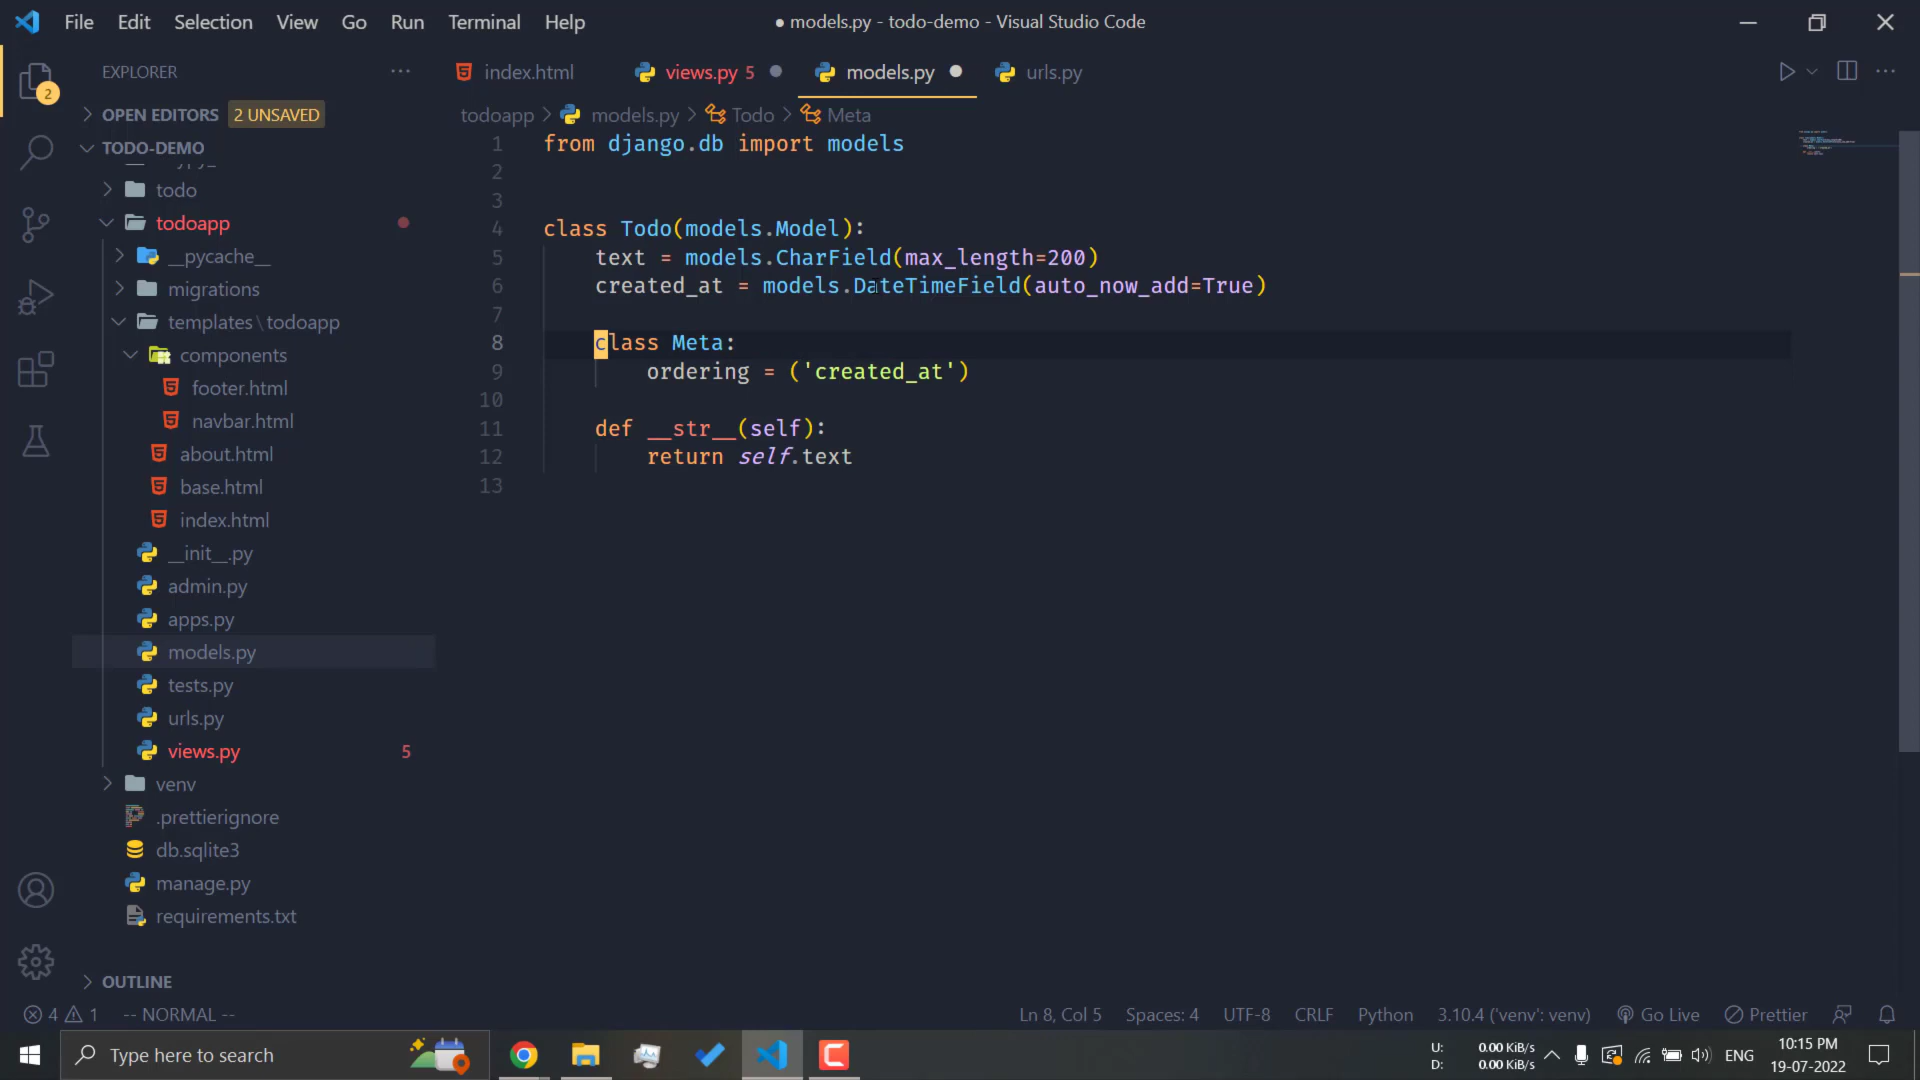 File Edit Selection View Go Run Terminal Help
● models.py - todo-demo - Visual Studio Code
EXPLORER
index.html
views.py 5
models.py
urls.py
2
OPEN EDITORS 2 UNSAVED
TODO-DEMO
todo
todoapp
__pycache__
migrations
templates\todoapp
components
footer.html
navbar.html
about.html
base.html
index.html
__init__.py
admin.py
apps.py
models.py
tests.py
urls.py
views.py 5
venv
.prettierignore
db.sqlite3
manage.py
requirements.txt
OUTLINE
todoapp > models.py > Todo > Meta
1 from django.db import models
2
3
4 class Todo(models.Model):
5 text = models.CharField(max_length=200)
6 created_at = models.DateTimeField(auto_now_add=True)
7
8 class Meta:
9 ordering = ('created_at')
10
11 def __str__(self):
12 return self.text
13
4 1 -- NORMAL --
Ln 8, Col 5 Spaces: 4 UTF-8 CRLF Python 3.10.4 ('venv': venv) Go Live Prettier
Type here to search
U: 0.00 KiB/s
D: 0.00 KiB/s
ENG
10:15 PM
19-07-2022